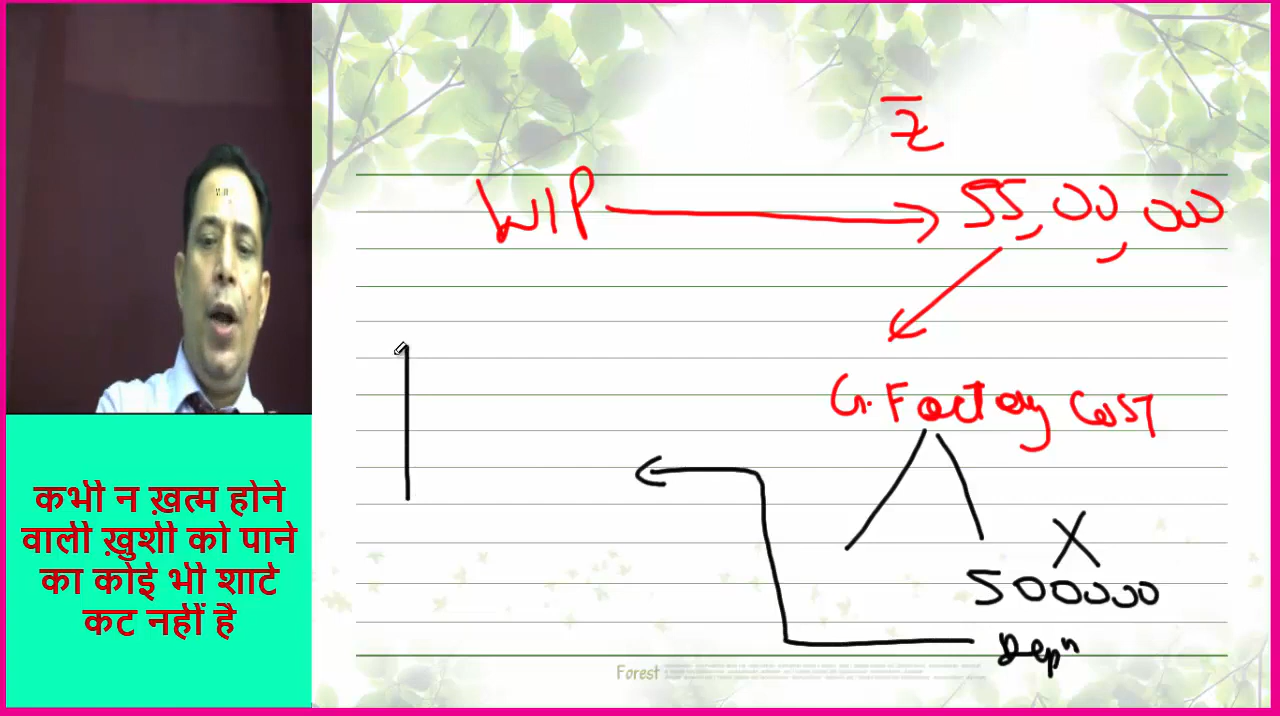 ₹
WIP → 55,00,000
G. Factory Cost
X
500000
Depn
Forest
कभी न ख़त्म होने
वाली ख़ुशी को पाने
का कोई भी शार्ट
कट नहीं है